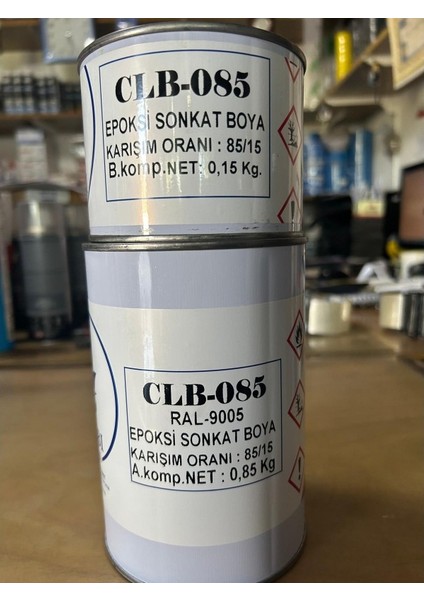 CLB-085
EPOKSİ SONKAT BOYA
KARIŞIM ORANI : 85/15
B.komp.NET: 0,15 Kg.
CLB-085
RAL-9005
EPOKSİ SONKAT BOYA
KARIŞIM ORANI : 85/15
A.komp.NET : 0,85 Kg